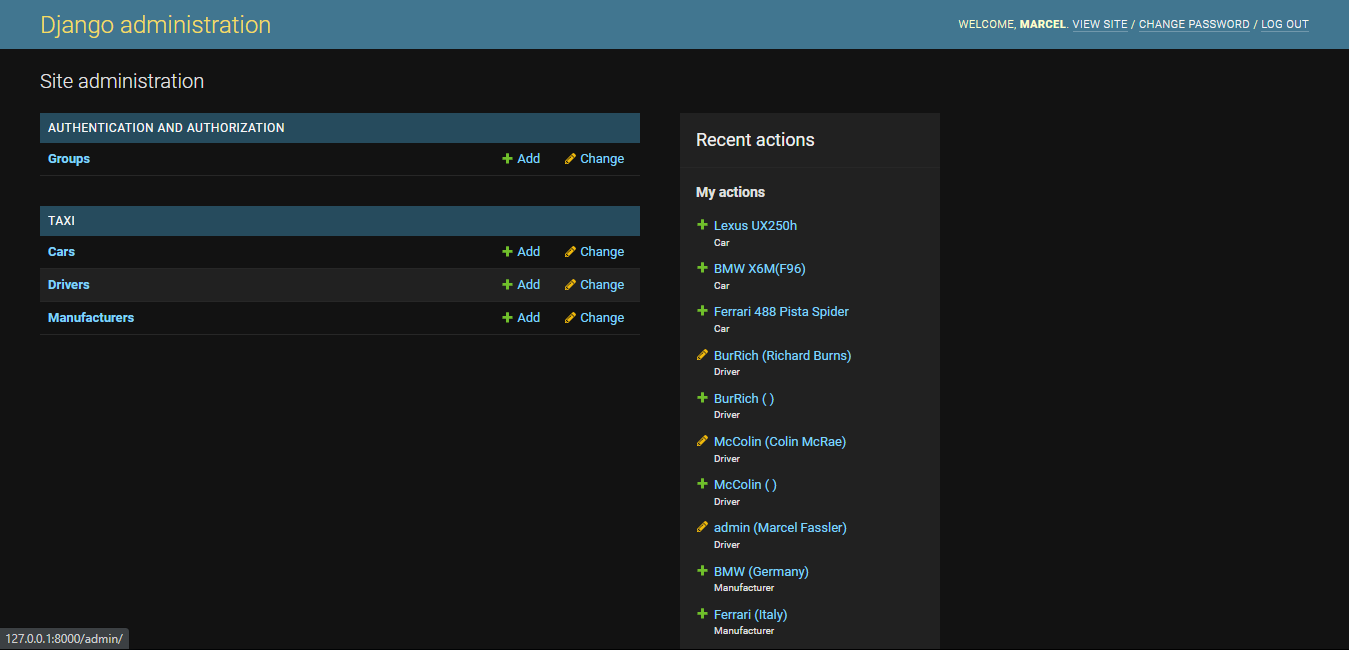 Django administration
WELCOME, MARCEL. VIEW SITE / CHANGE PASSWORD / LOG OUT
Site administration
AUTHENTICATION AND AUTHORIZATION
Groups Add Change
TAXI
Cars Add Change
Drivers Add Change
Manufacturers Add Change
Recent actions
My actions
Lexus UX250h
Car
BMW X6M(F96)
Car
Ferrari 488 Pista Spider
Car
BurRich (Richard Burns)
Driver
BurRich ( )
Driver
McColin (Colin McRae)
Driver
McColin ( )
Driver
admin (Marcel Fassler)
Driver
BMW (Germany)
Manufacturer
Ferrari (Italy)
Manufacturer
127.0.0.1:8000/admin/